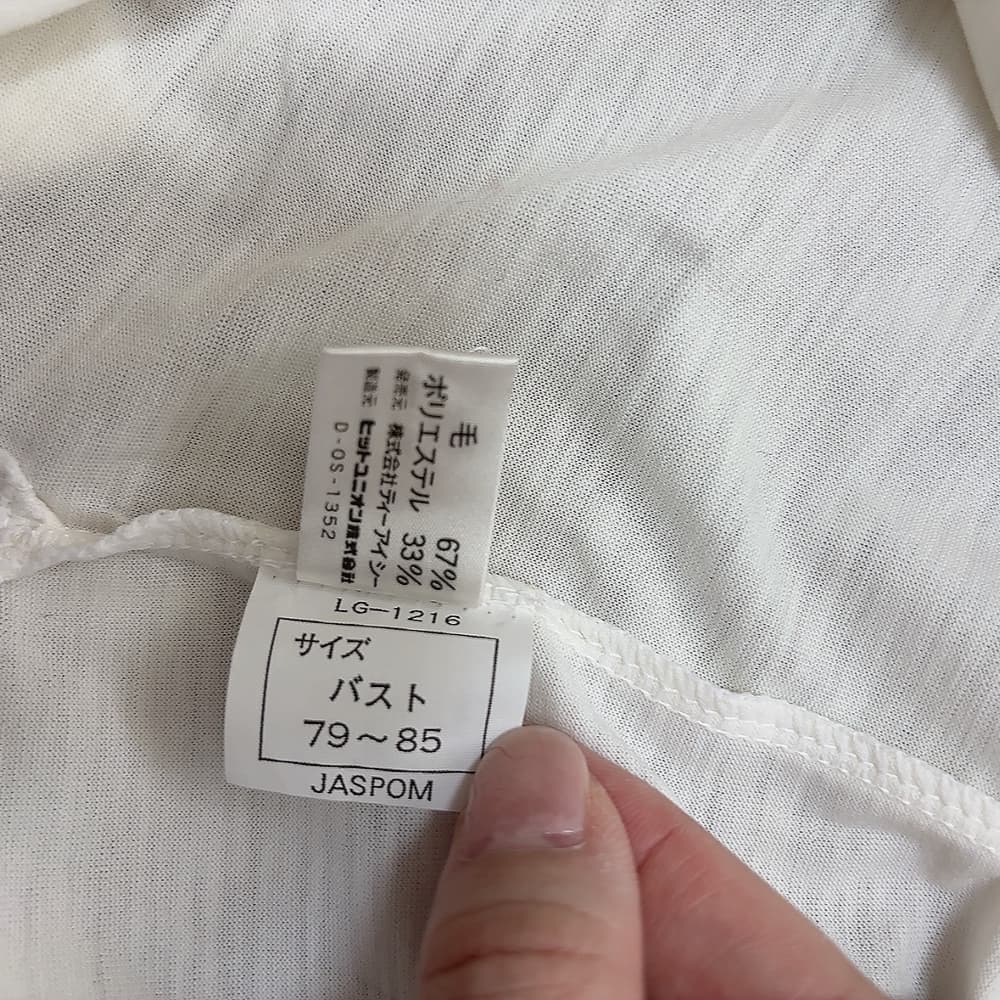 毛 67%
ポリエステル 33%
発売元 株式会社ディーアイシー
製造元 ヒットユニオン株式会社
D-OS-1352
LG-1216
サイズ
バスト
79~85
JASPOM